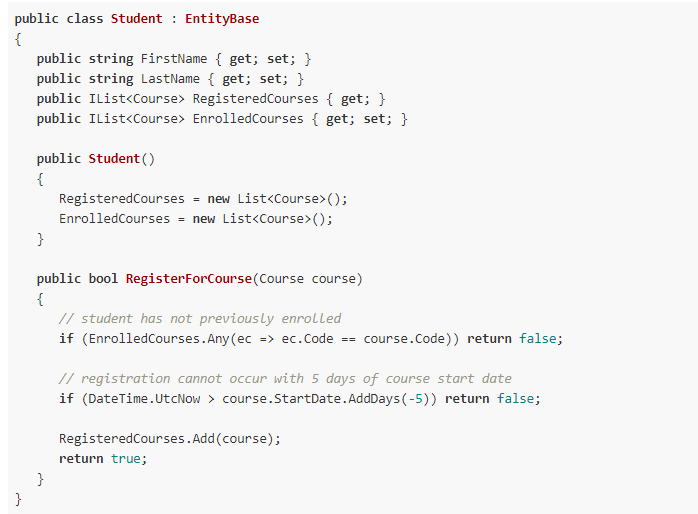 public class Student : EntityBase
{
public string FirstName { get; set; }
public string LastName { get; set; }
public IList<Course> RegisteredCourses { get; }
public IList<Course> EnrolledCourses { get; set; }
public Student()
{
RegisteredCourses = new List<Course>();
EnrolledCourses = new List<Course>();
}
public bool RegisterForCourse(Course course)
{
// student has not previously enrolled
if (EnrolledCourses.Any(ec => ec.Code == course.Code)) return false;
// registration cannot occur with 5 days of course start date
if (DateTime.UtcNow > course.StartDate.AddDays(-5)) return false;
RegisteredCourses.Add(course);
return true;
}
}